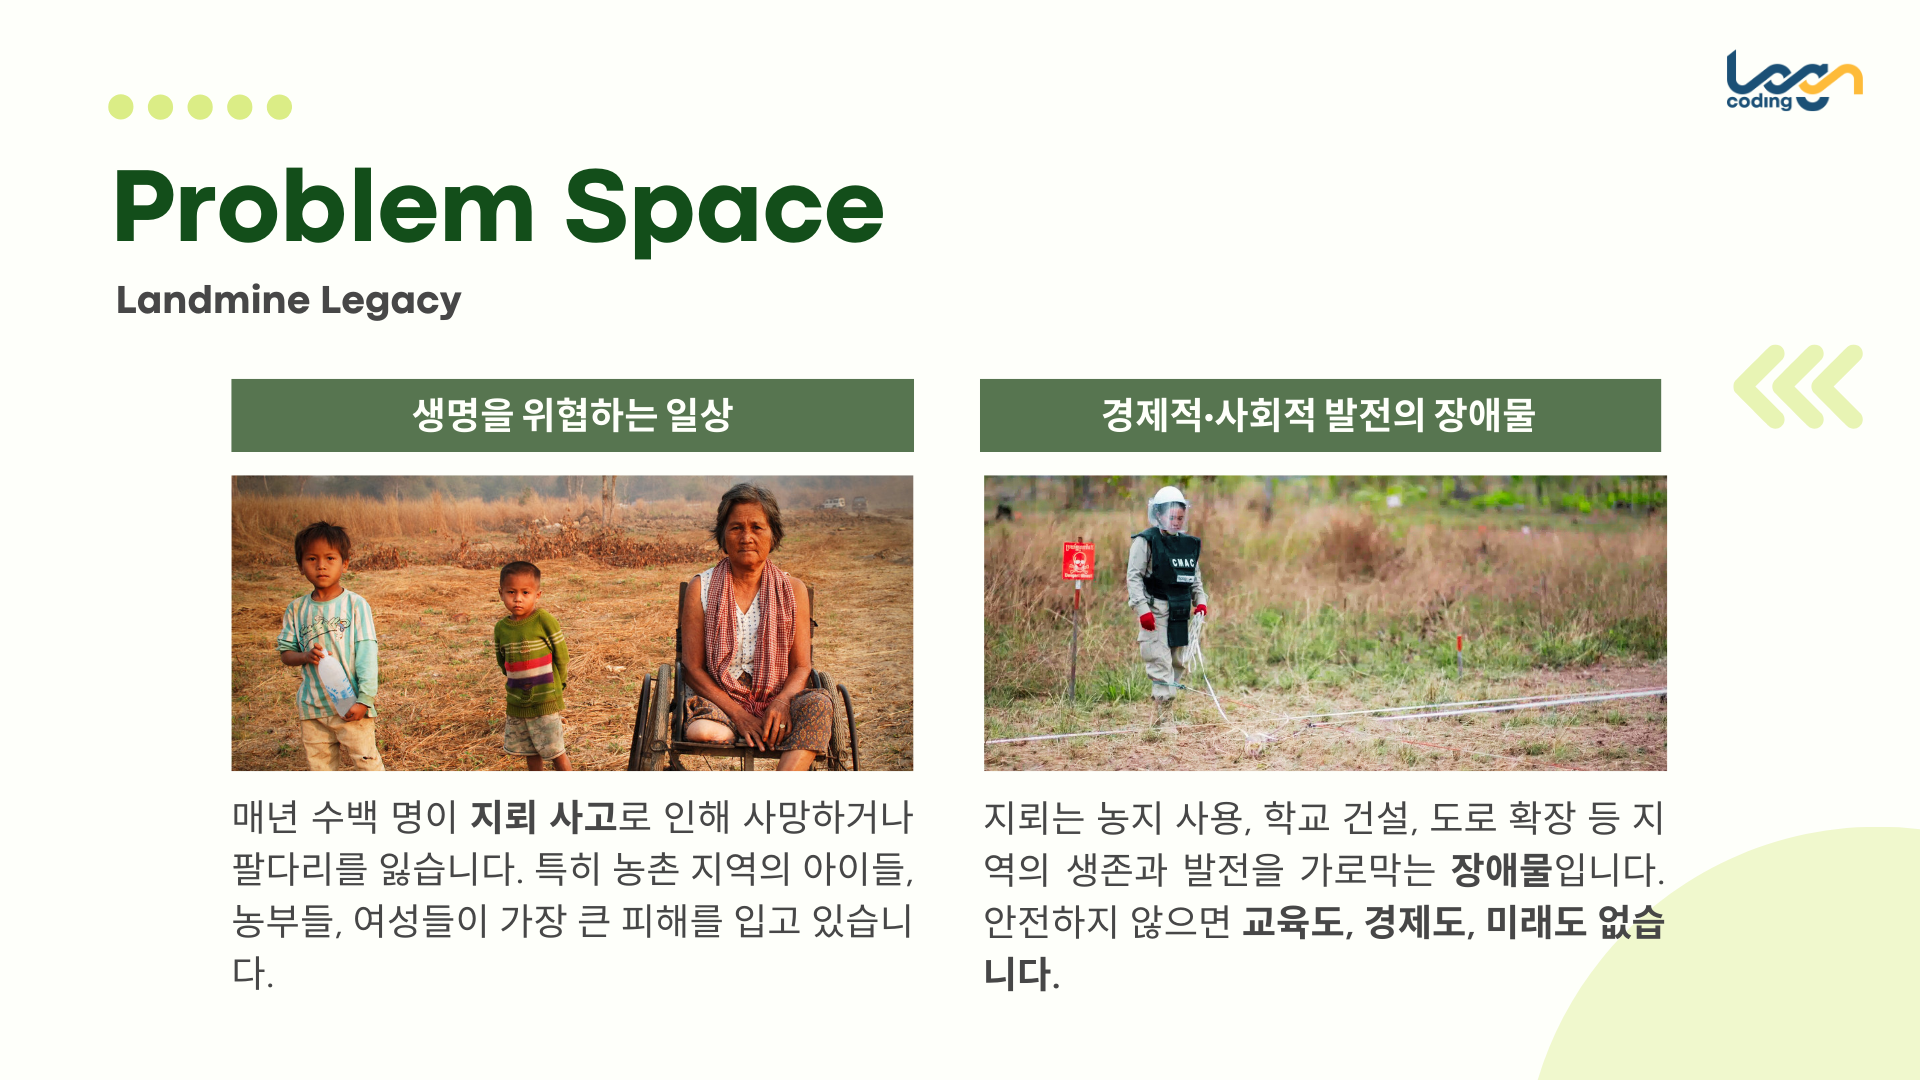 Logn
coding
Problem Space
Landmine Legacy
생명을 위협하는 일상
경제적·사회적 발전의 장애물
CMAC
매년 수백 명이 지뢰 사고로 인해 사망하거나
팔다리를 잃습니다. 특히 농촌 지역의 아이들,
농부들, 여성들이 가장 큰 피해를 입고 있습니
다.
지뢰는 농지 사용, 학교 건설, 도로 확장 등 지
역의 생존과 발전을 가로막는 장애물입니다.
안전하지 않으면 교육도, 경제도, 미래도 없습
니다.